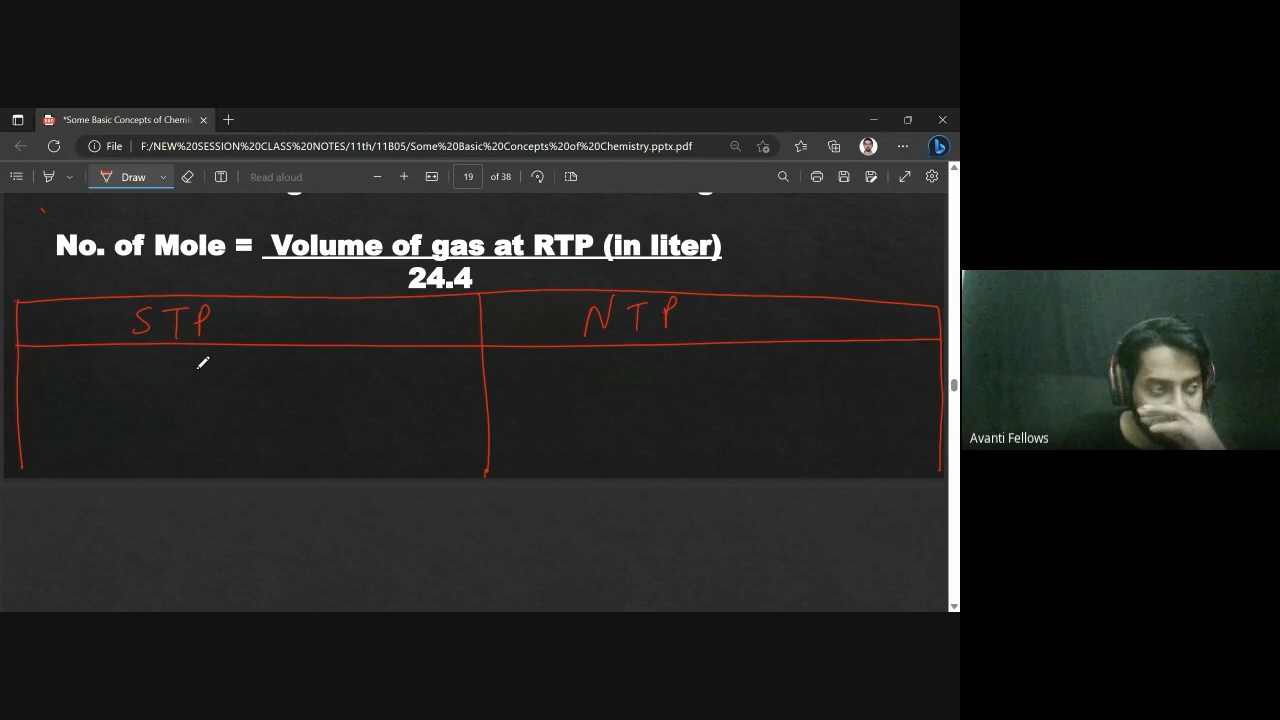 *Some Basic Concepts of Chemis
File F:/NEW%20SESSION%20CLASS%20NOTES/11th/11B05/Some%20Basic%20Concepts%20of%20Chemistry.pptx.pdf
Draw Read aloud 19 of 38
No. of Mole = Volume of gas at RTP (in liter)
24.4
STP NTP
Avanti Fellows